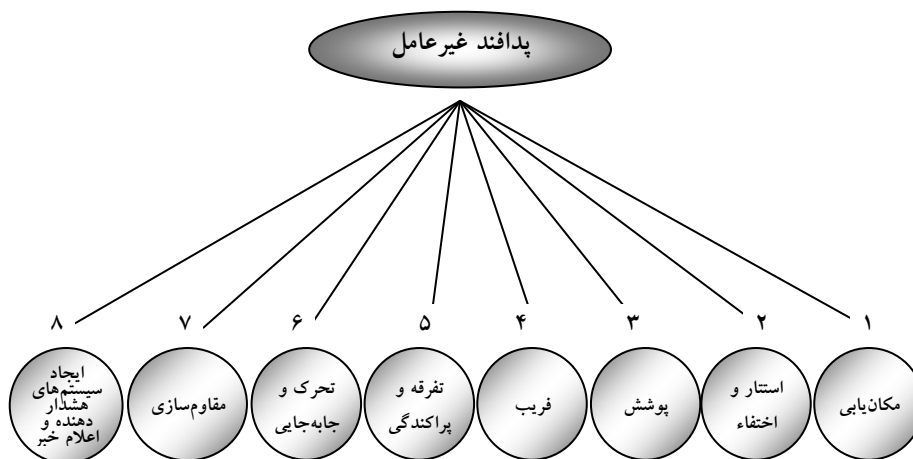 پدافند غیرعامل
۱
۲
۳
۴
۵
۶
۷
۸
مکان‌یابی
استتار و
اختفاء
پوشش
فریب
تفرقه و
پراکندگی
تحرک و
جابه‌جایی
مقاوم‌سازی
ایجاد
سیستم‌های
هشدار
دهنده و
اعلام خبر